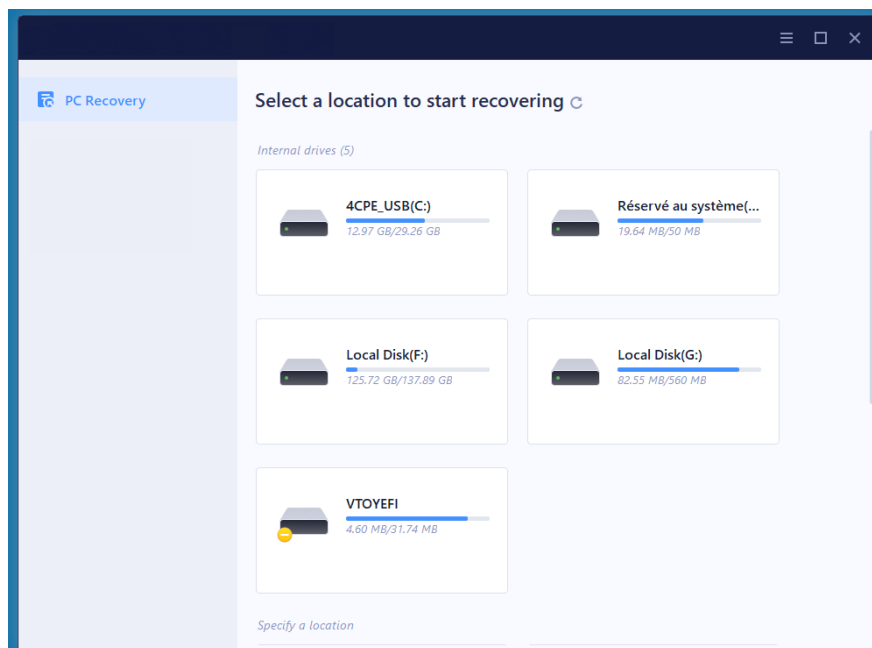 PC Recovery
Select a location to start recovering
Internal drives (5)
4CPE_USB(C:)
12.97 GB/29.26 GB
Réservé au système(...
19.64 MB/50 MB
Local Disk(F:)
125.72 GB/137.89 GB
Local Disk(G:)
82.55 MB/560 MB
VTOYEFI
4.60 MB/31.74 MB
Specify a location